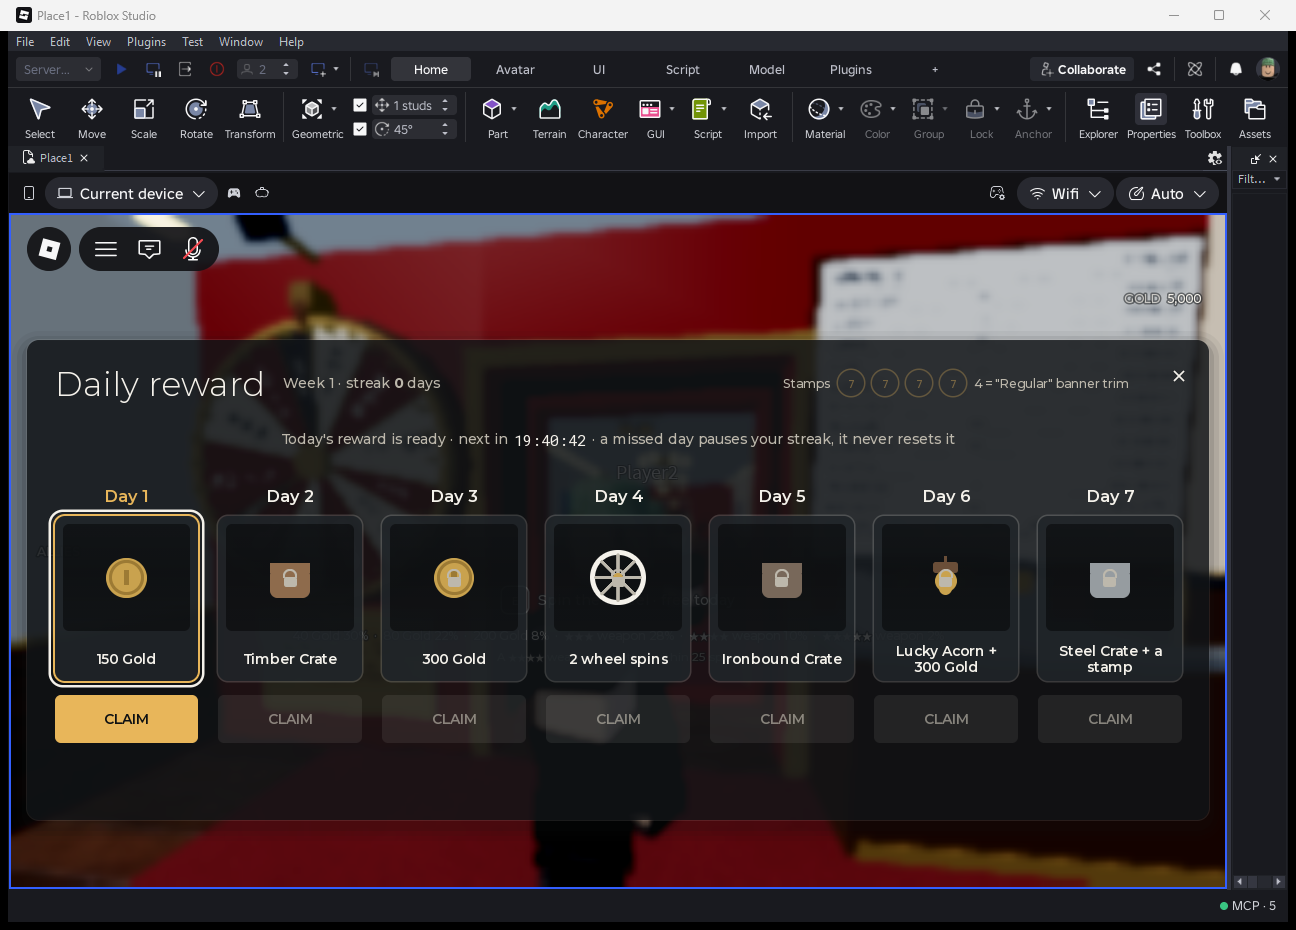 Place1 - Roblox Studio
File Edit View Plugins Test Window Help
Server... 2 Home Avatar UI Script Model Plugins + Collaborate
1 studs
45°
Select Move Scale Rotate Transform Geometric Part Terrain Character GUI Script Import Material Color Group Lock Anchor Explorer Properties Toolbox Assets
Place1
Filt...
Current device Wifi Auto
GOLD 5,000
Daily reward Week 1 · streak 0 days Stamps 7 7 7 7 4 = "Regular" banner trim
Today's reward is ready · next in 19:40:42 · a missed day pauses your streak, it never resets it
Player2
Day 1 Day 2 Day 3 Day 4 Day 5 Day 6 Day 7
150 Gold Timber Crate 300 Gold 2 wheel spins Ironbound Crate Lucky Acorn + 300 Gold Steel Crate + a stamp
CLAIM CLAIM CLAIM CLAIM CLAIM CLAIM CLAIM
MCP · 5